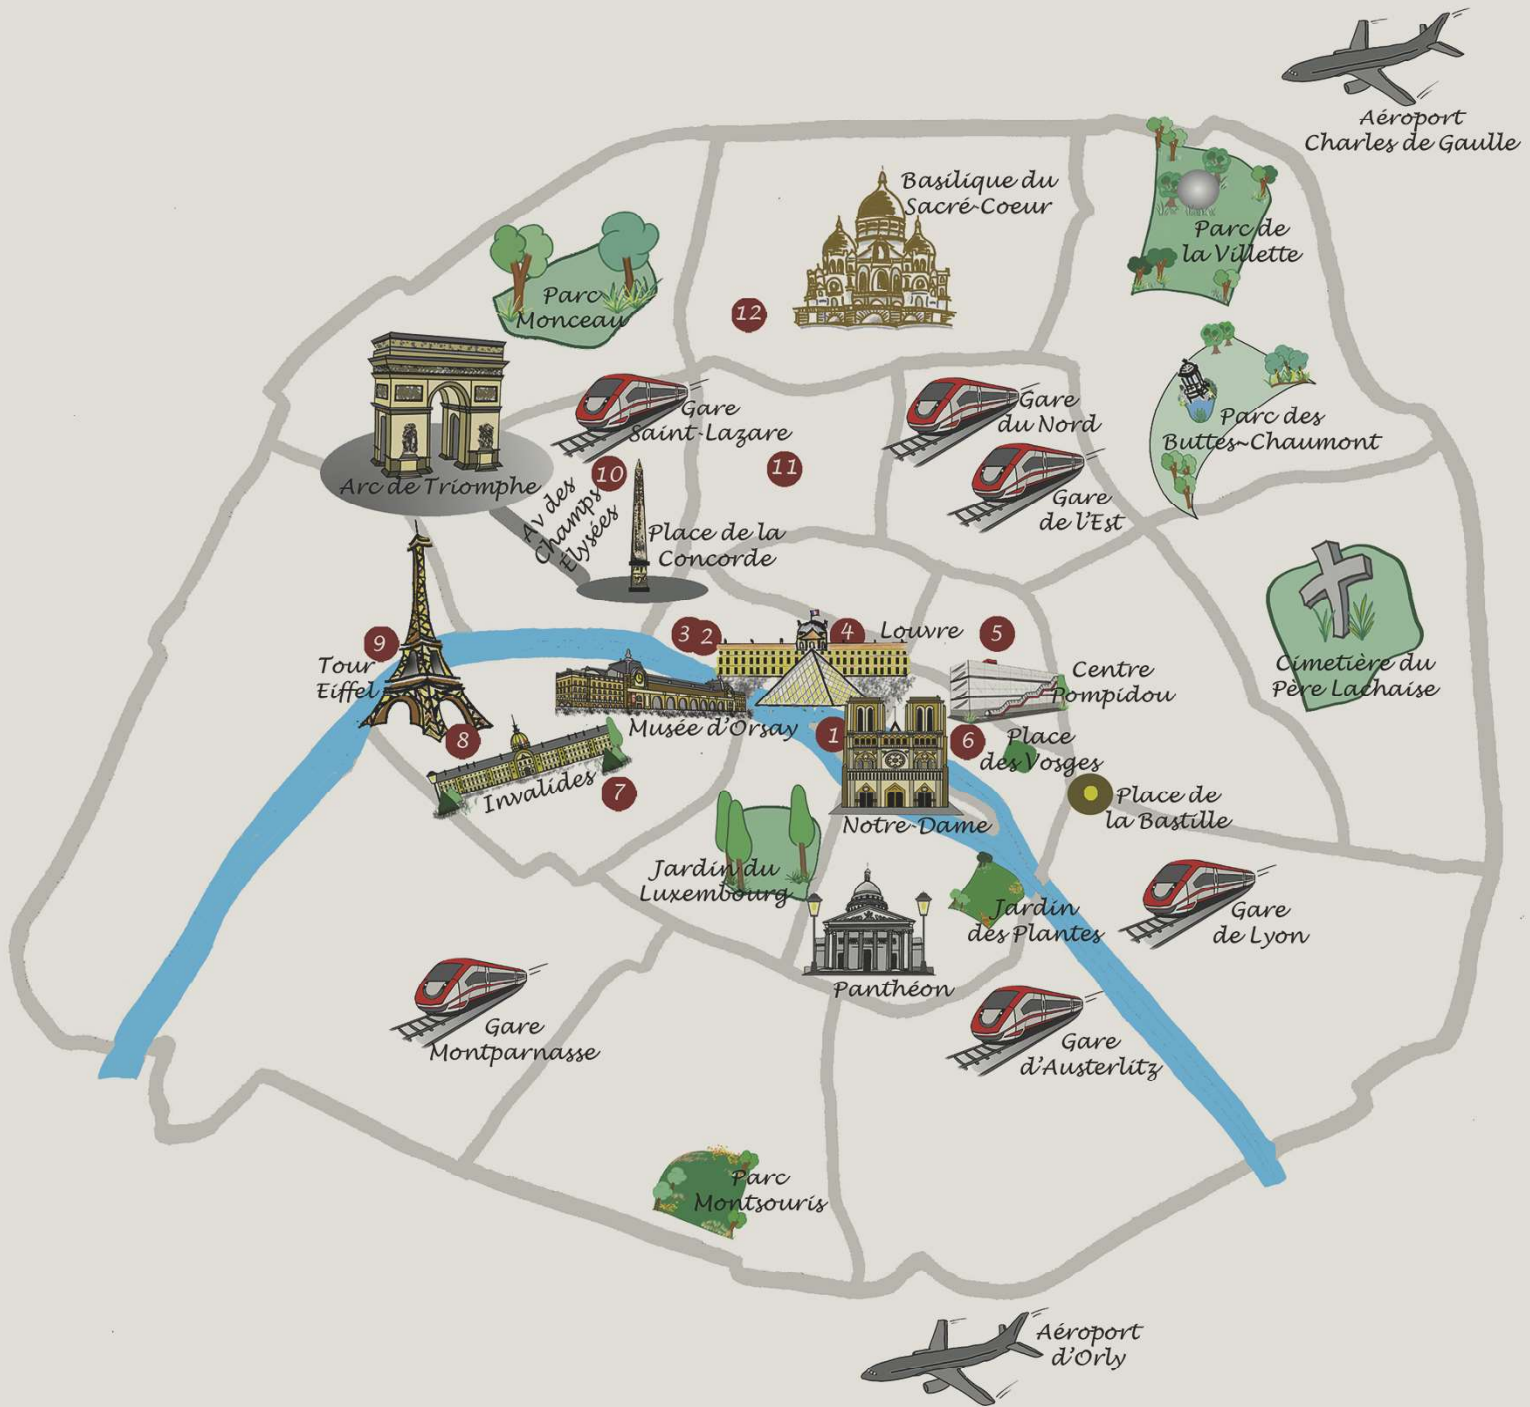 Aéroport
Charles de Gaulle
Basilique du
Sacré-Coeur
Parc de
la Villette
Parc
Monceau
12
Gare
Saint-Lazare
Gare
du Nord
Parc des
Buttes~Chaumont
Arc de Triomphe
10
11
Gare
de l'Est
Av des
Champs
Élysées
Place de la
Concorde
9
3
2
4
Louvre
5
Tour
Eiffel
Centre
Pompidou
Cimetière du
Père Lachaise
Musée d'Orsay
8
1
6
Place
des Vosges
Invalides
7
Place de
la Bastille
Notre-Dame
Jardin du
Luxembourg
Jardin
des Plantes
Gare
de Lyon
Panthéon
Gare
Montparnasse
Gare
d'Austerlitz
Parc
Montsouris
Aéroport
d'Orly